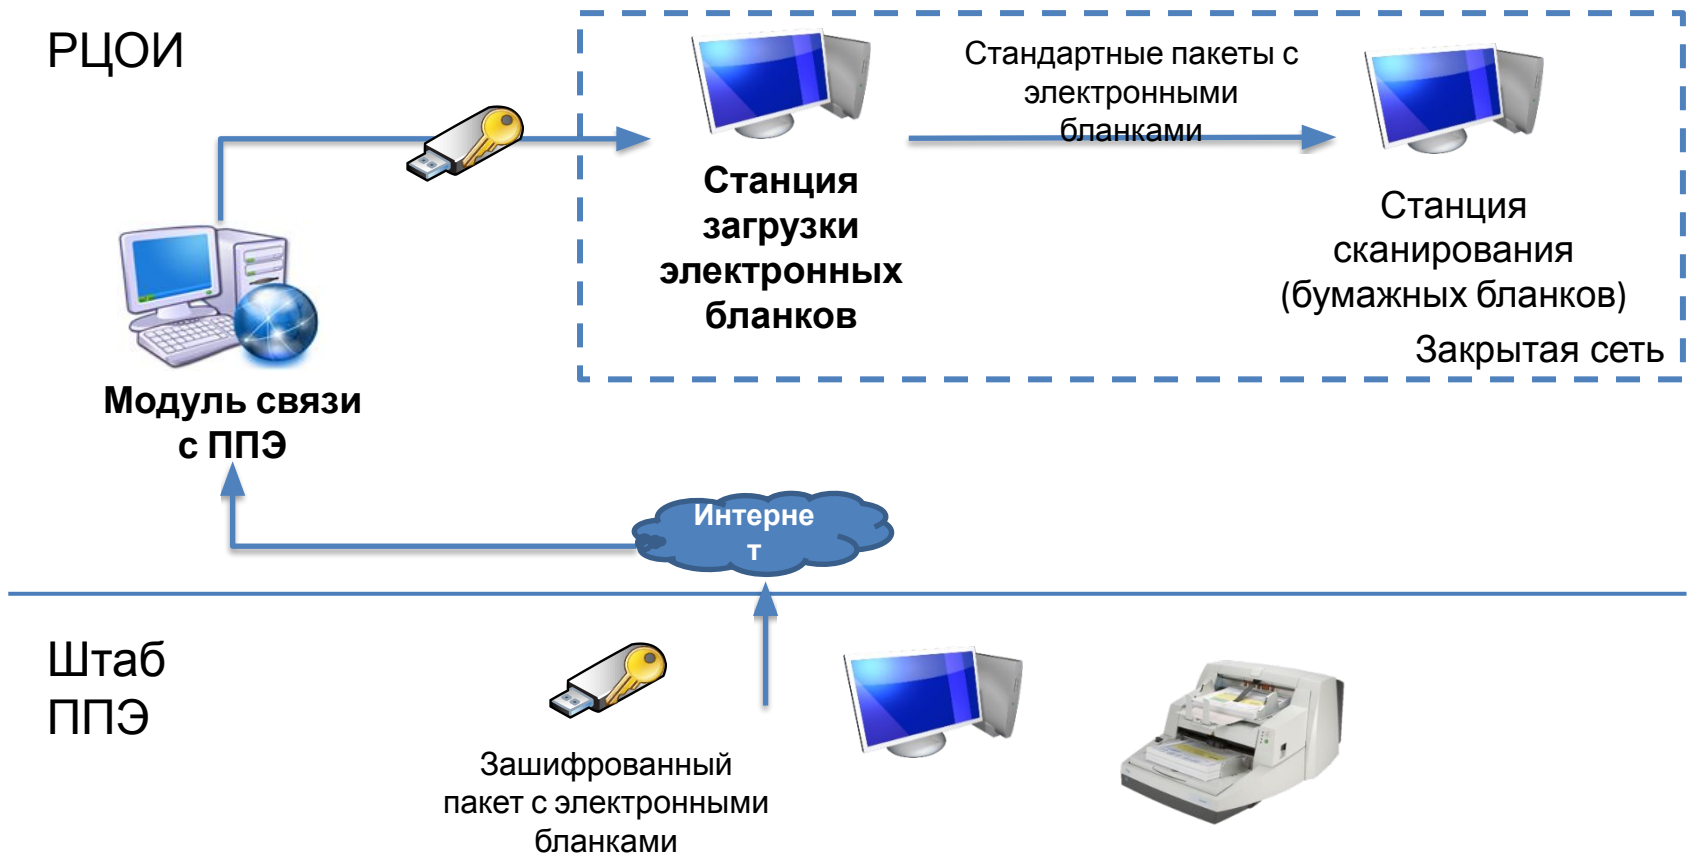 РЦОИ
Стандартные пакеты с
электронными
бланками
Станция
загрузки
электронных
бланков
Станция
сканирования
(бумажных бланков)
Закрытая сеть
Модуль связи
с ППЭ
Интерне
т
Штаб
ППЭ
Зашифрованный
пакет с электронными
бланками